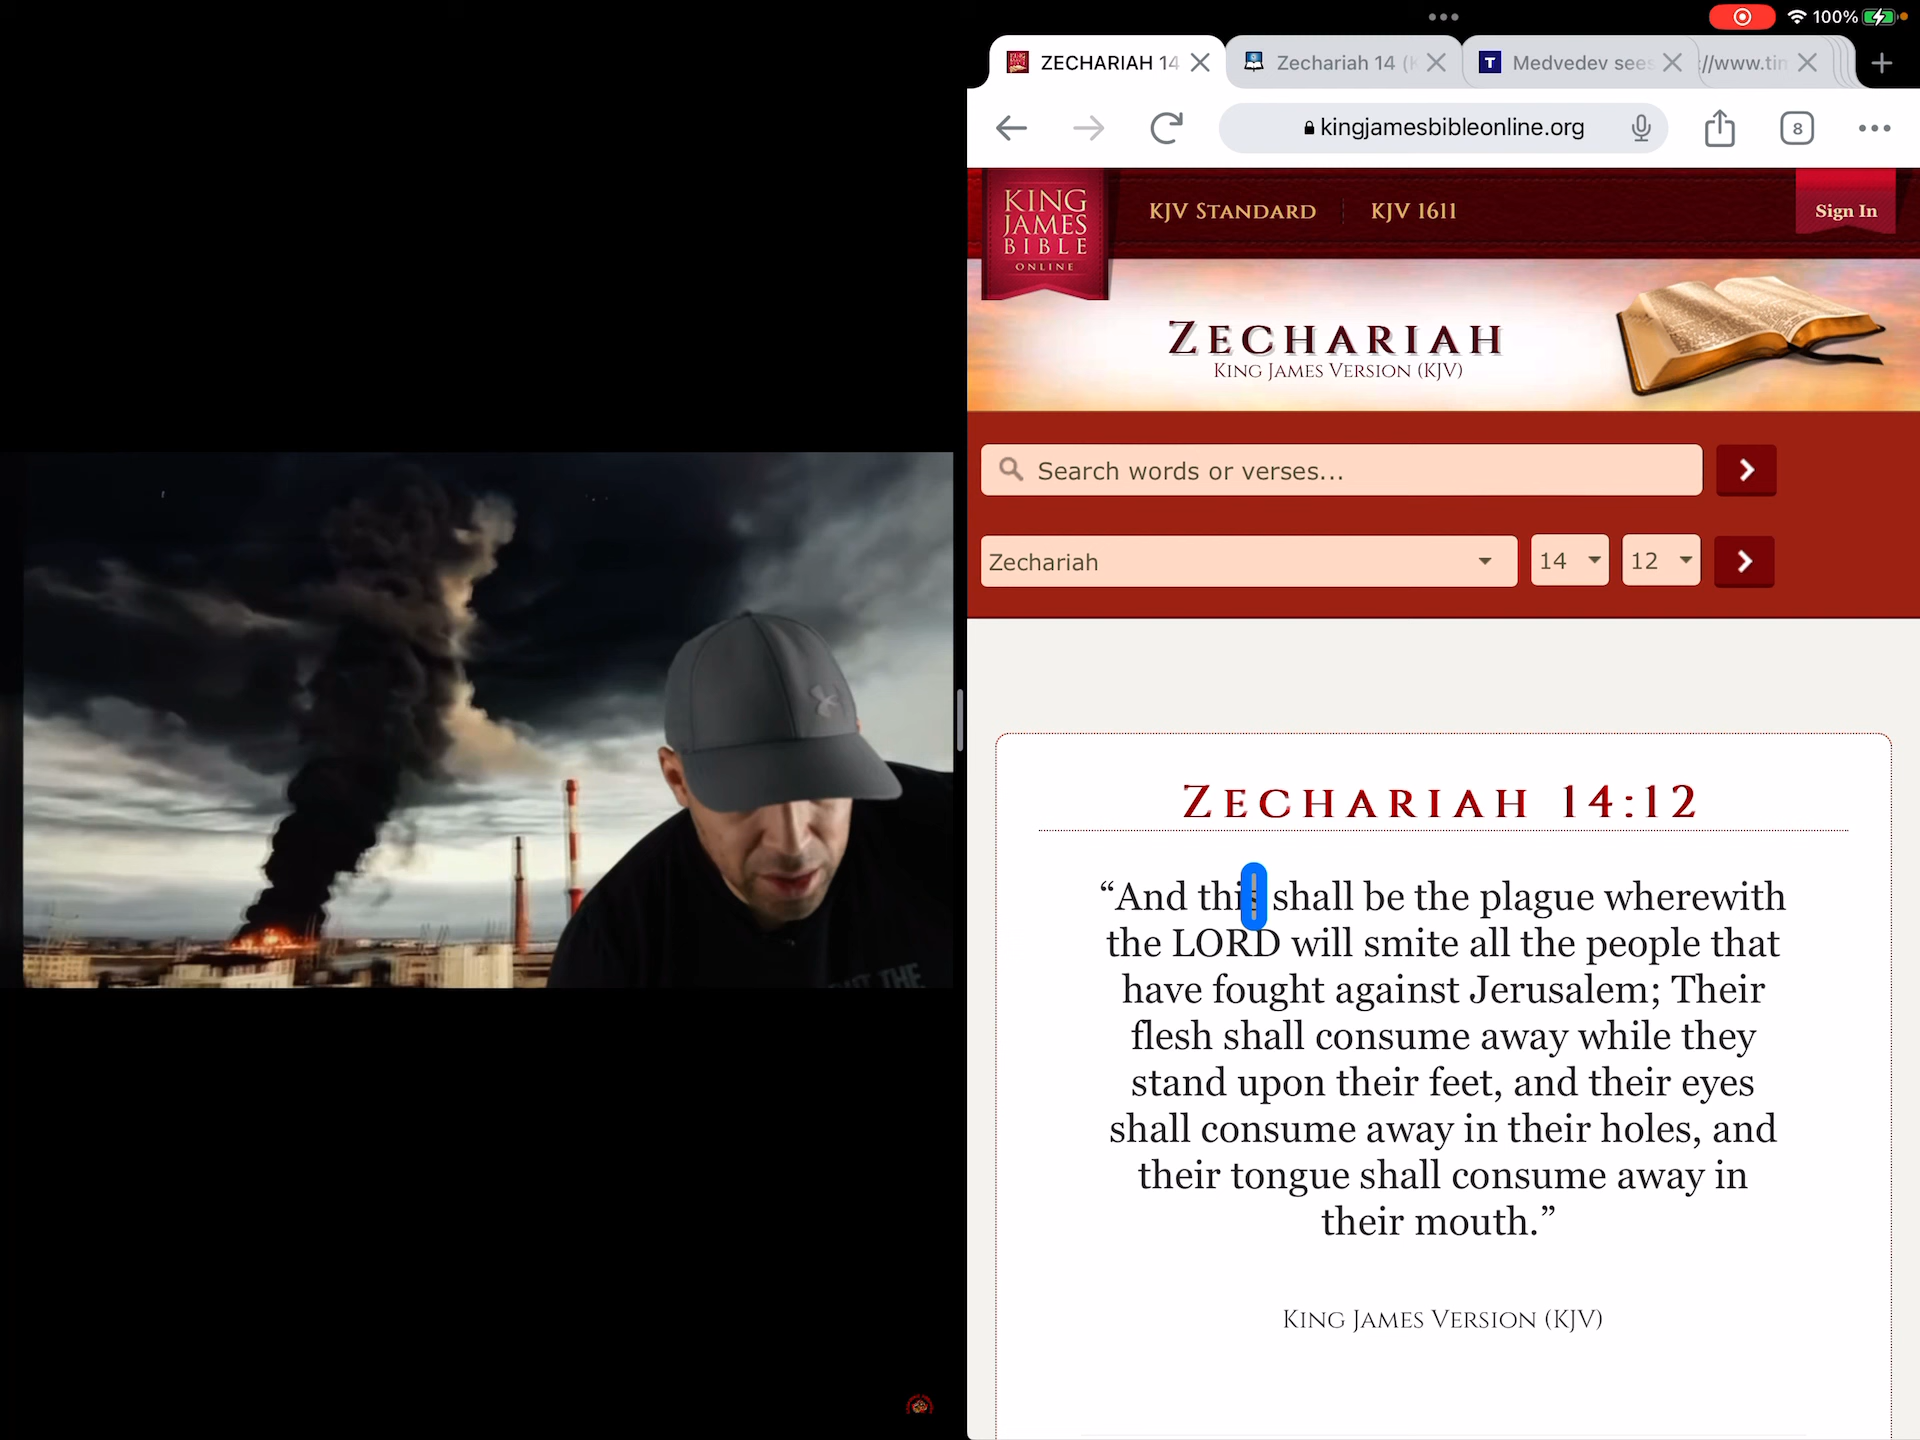 100%
ZECHARIAH 14
Zechariah 14 (
Medvedev sees
://www.tim
kingjamesbibleonline.org
8
KING
JAMES
BIBLE
ONLINE
KJV STANDARD
KJV 1611
Sign In
ZECHARIAH
KING JAMES VERSION (KJV)
Search words or verses...
Zechariah
14
12
ZECHARIAH 14:12
“And this shall be the plague wherewith
the LORD will smite all the people that
have fought against Jerusalem; Their
flesh shall consume away while they
stand upon their feet, and their eyes
shall consume away in their holes, and
their tongue shall consume away in
their mouth.”
KING JAMES VERSION (KJV)
THE